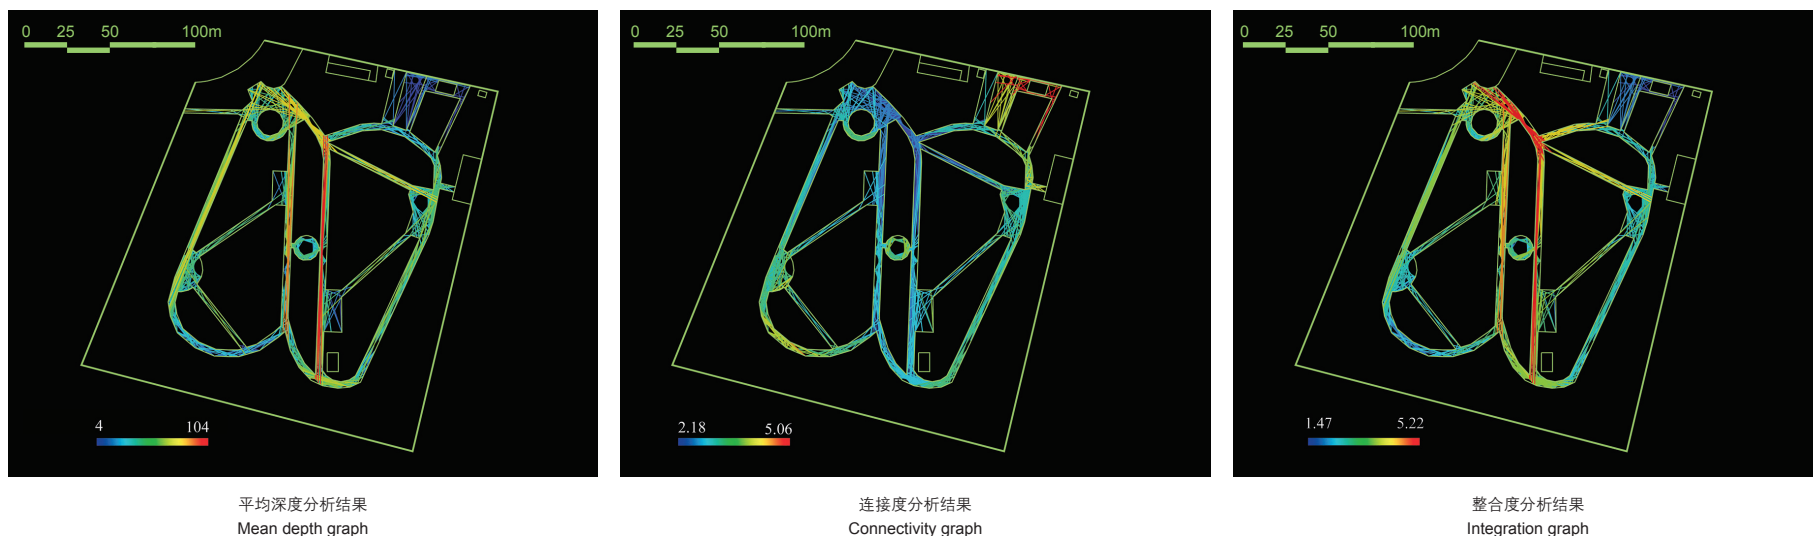 0 25 50 100m
4 104
平均深度分析结果
Mean depth graph
0 25 50 100m
2.18 5.06
连接度分析结果
Connectivity graph
0 25 50 100m
1.47 5.22
整合度分析结果
Integration graph